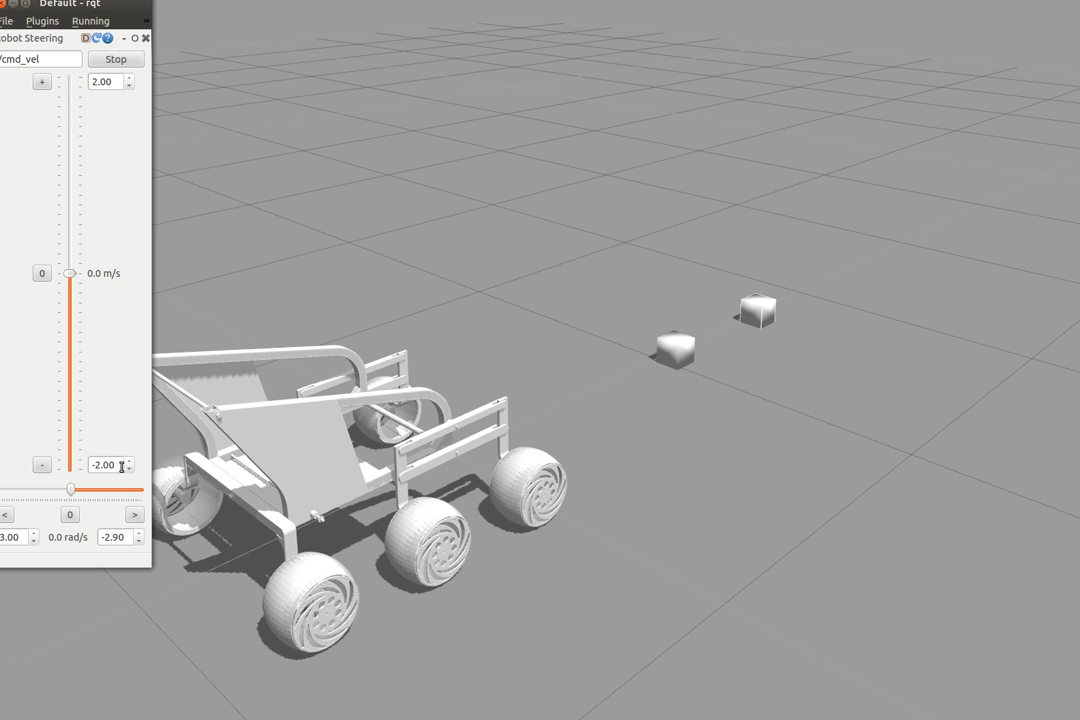 Default - rqt
File Plugins Running »
Robot Steering D C ? - O ✖
/cmd_vel Stop
+ 2.00
0 0.0 m/s
- -2.00
< 0 >
3.00 0.0 rad/s -2.90